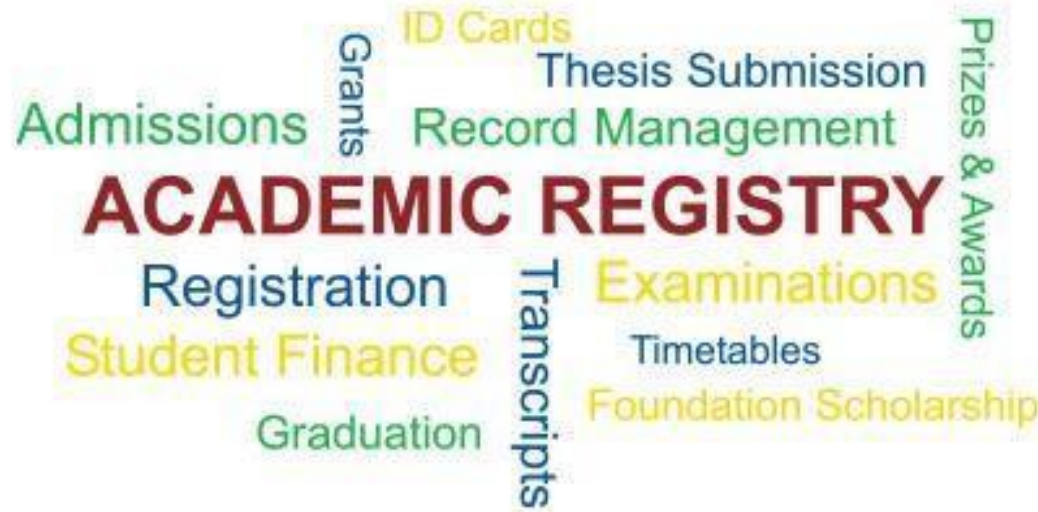 ID Cards
Grants
Thesis Submission
Prizes & Awards
Admissions
Record Management
ACADEMIC REGISTRY
Registration
Transcripts
Examinations
Student Finance
Timetables
Foundation Scholarship
Graduation